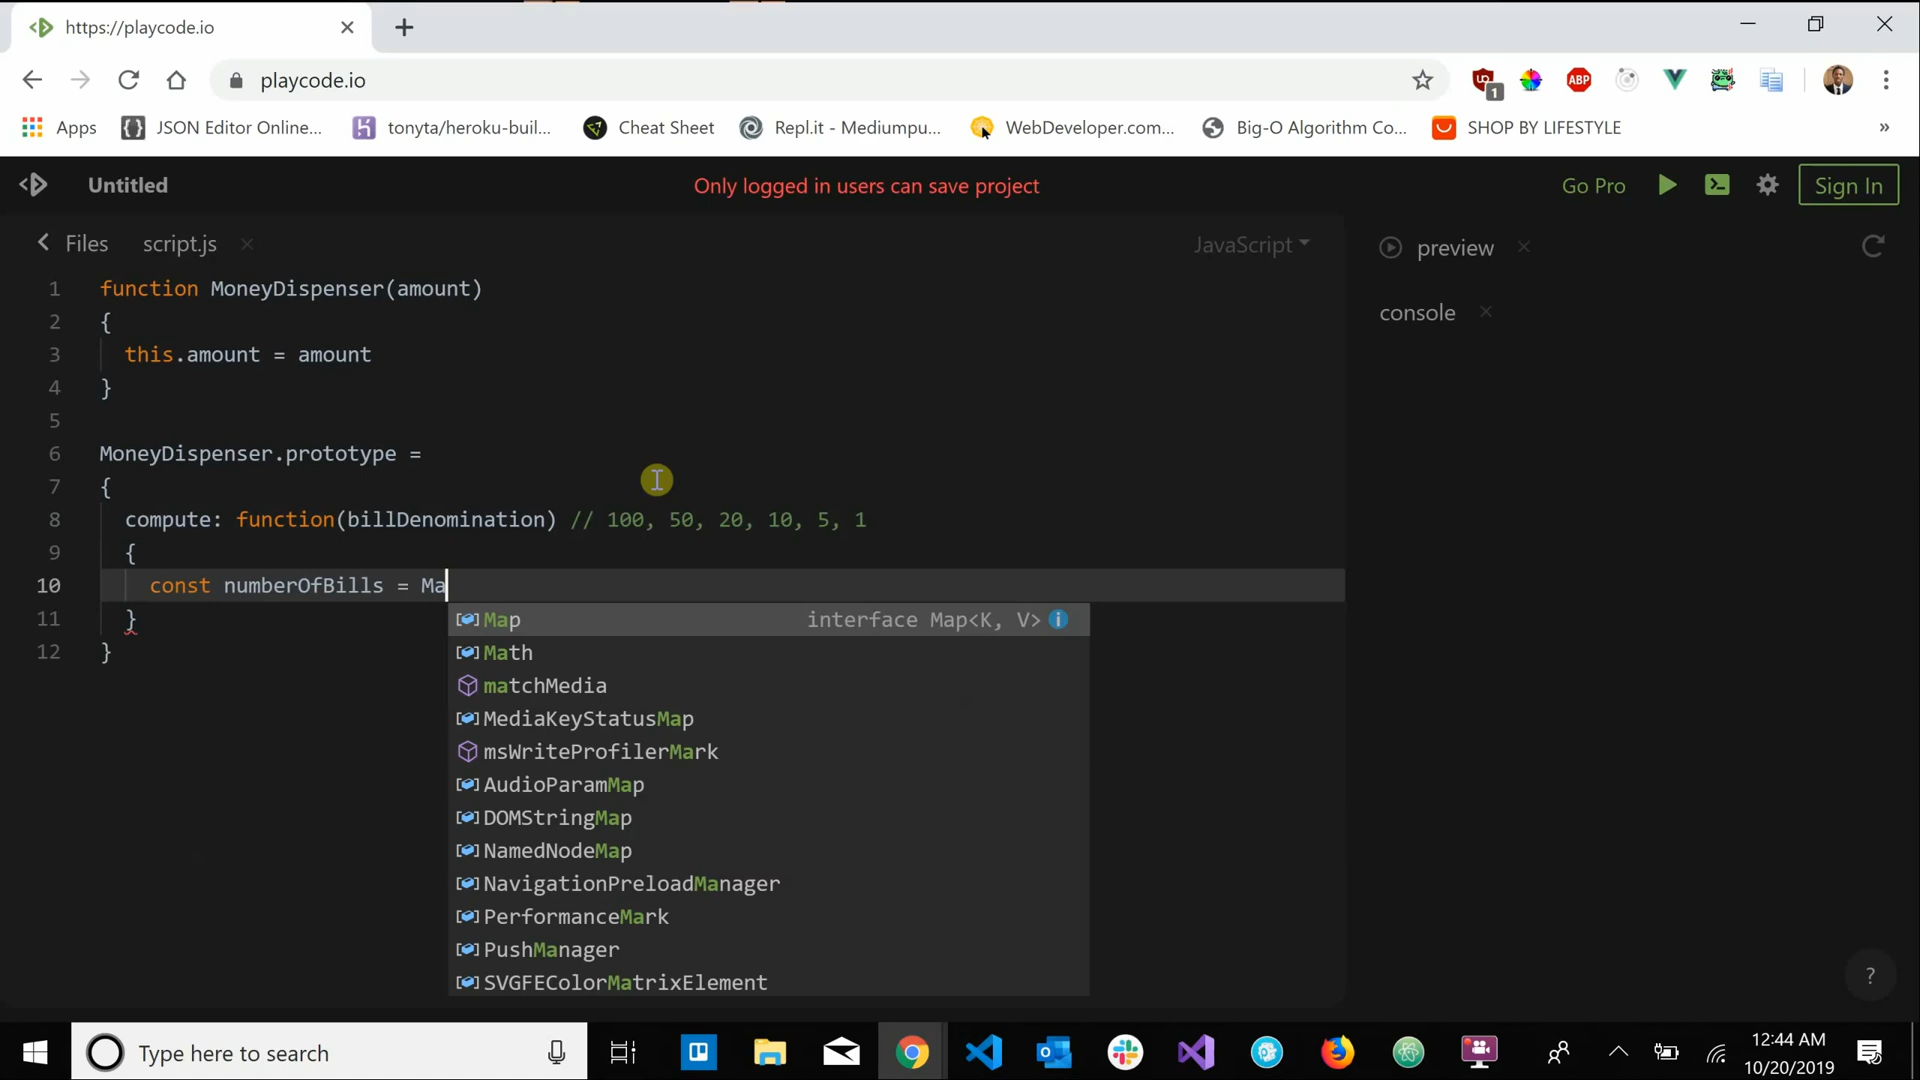 https://playcode.io
playcode.io
1
ABP
Apps
JSON Editor Online...
tonyta/heroku-buil...
Cheat Sheet
Repl.it - Mediumpu...
WebDeveloper.com...
Big-O Algorithm Co...
SHOP BY LIFESTYLE
»
Untitled
Only logged in users can save project
Go Pro
Sign In
Files
script.js
JavaScript
preview
console
1 function MoneyDispenser(amount)
2 {
3 this.amount = amount
4 }
5
6 MoneyDispenser.prototype =
7 {
8 compute: function(billDenomination) // 100, 50, 20, 10, 5, 1
9 {
10 const numberOfBills = Ma
11 }
12 }
Map interface Map<K, V>
Math
matchMedia
MediaKeyStatusMap
msWriteProfilerMark
AudioParamMap
DOMStringMap
NamedNodeMap
NavigationPreloadManager
PerformanceMark
PushManager
SVGFEColorMatrixElement
?
Type here to search
12:44 AM
10/20/2019